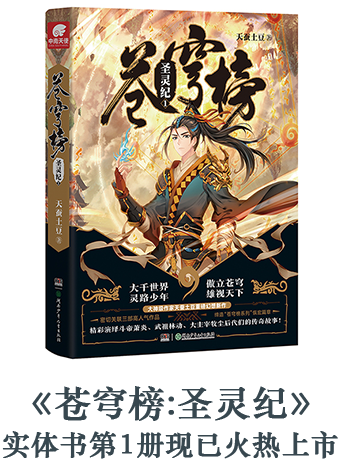 中南天使
苍穹榜
圣灵纪①
天蚕土豆 著
苍穹榜
圣灵纪①
天蚕土豆 著
大千世界
灵路少年
傲立苍穹
雄视天下
精彩演绎斗帝萧炎、武祖林动、大主宰牧尘后代们的传奇故事！
《苍穹榜:圣灵纪》
实体书第1册现已火热上市